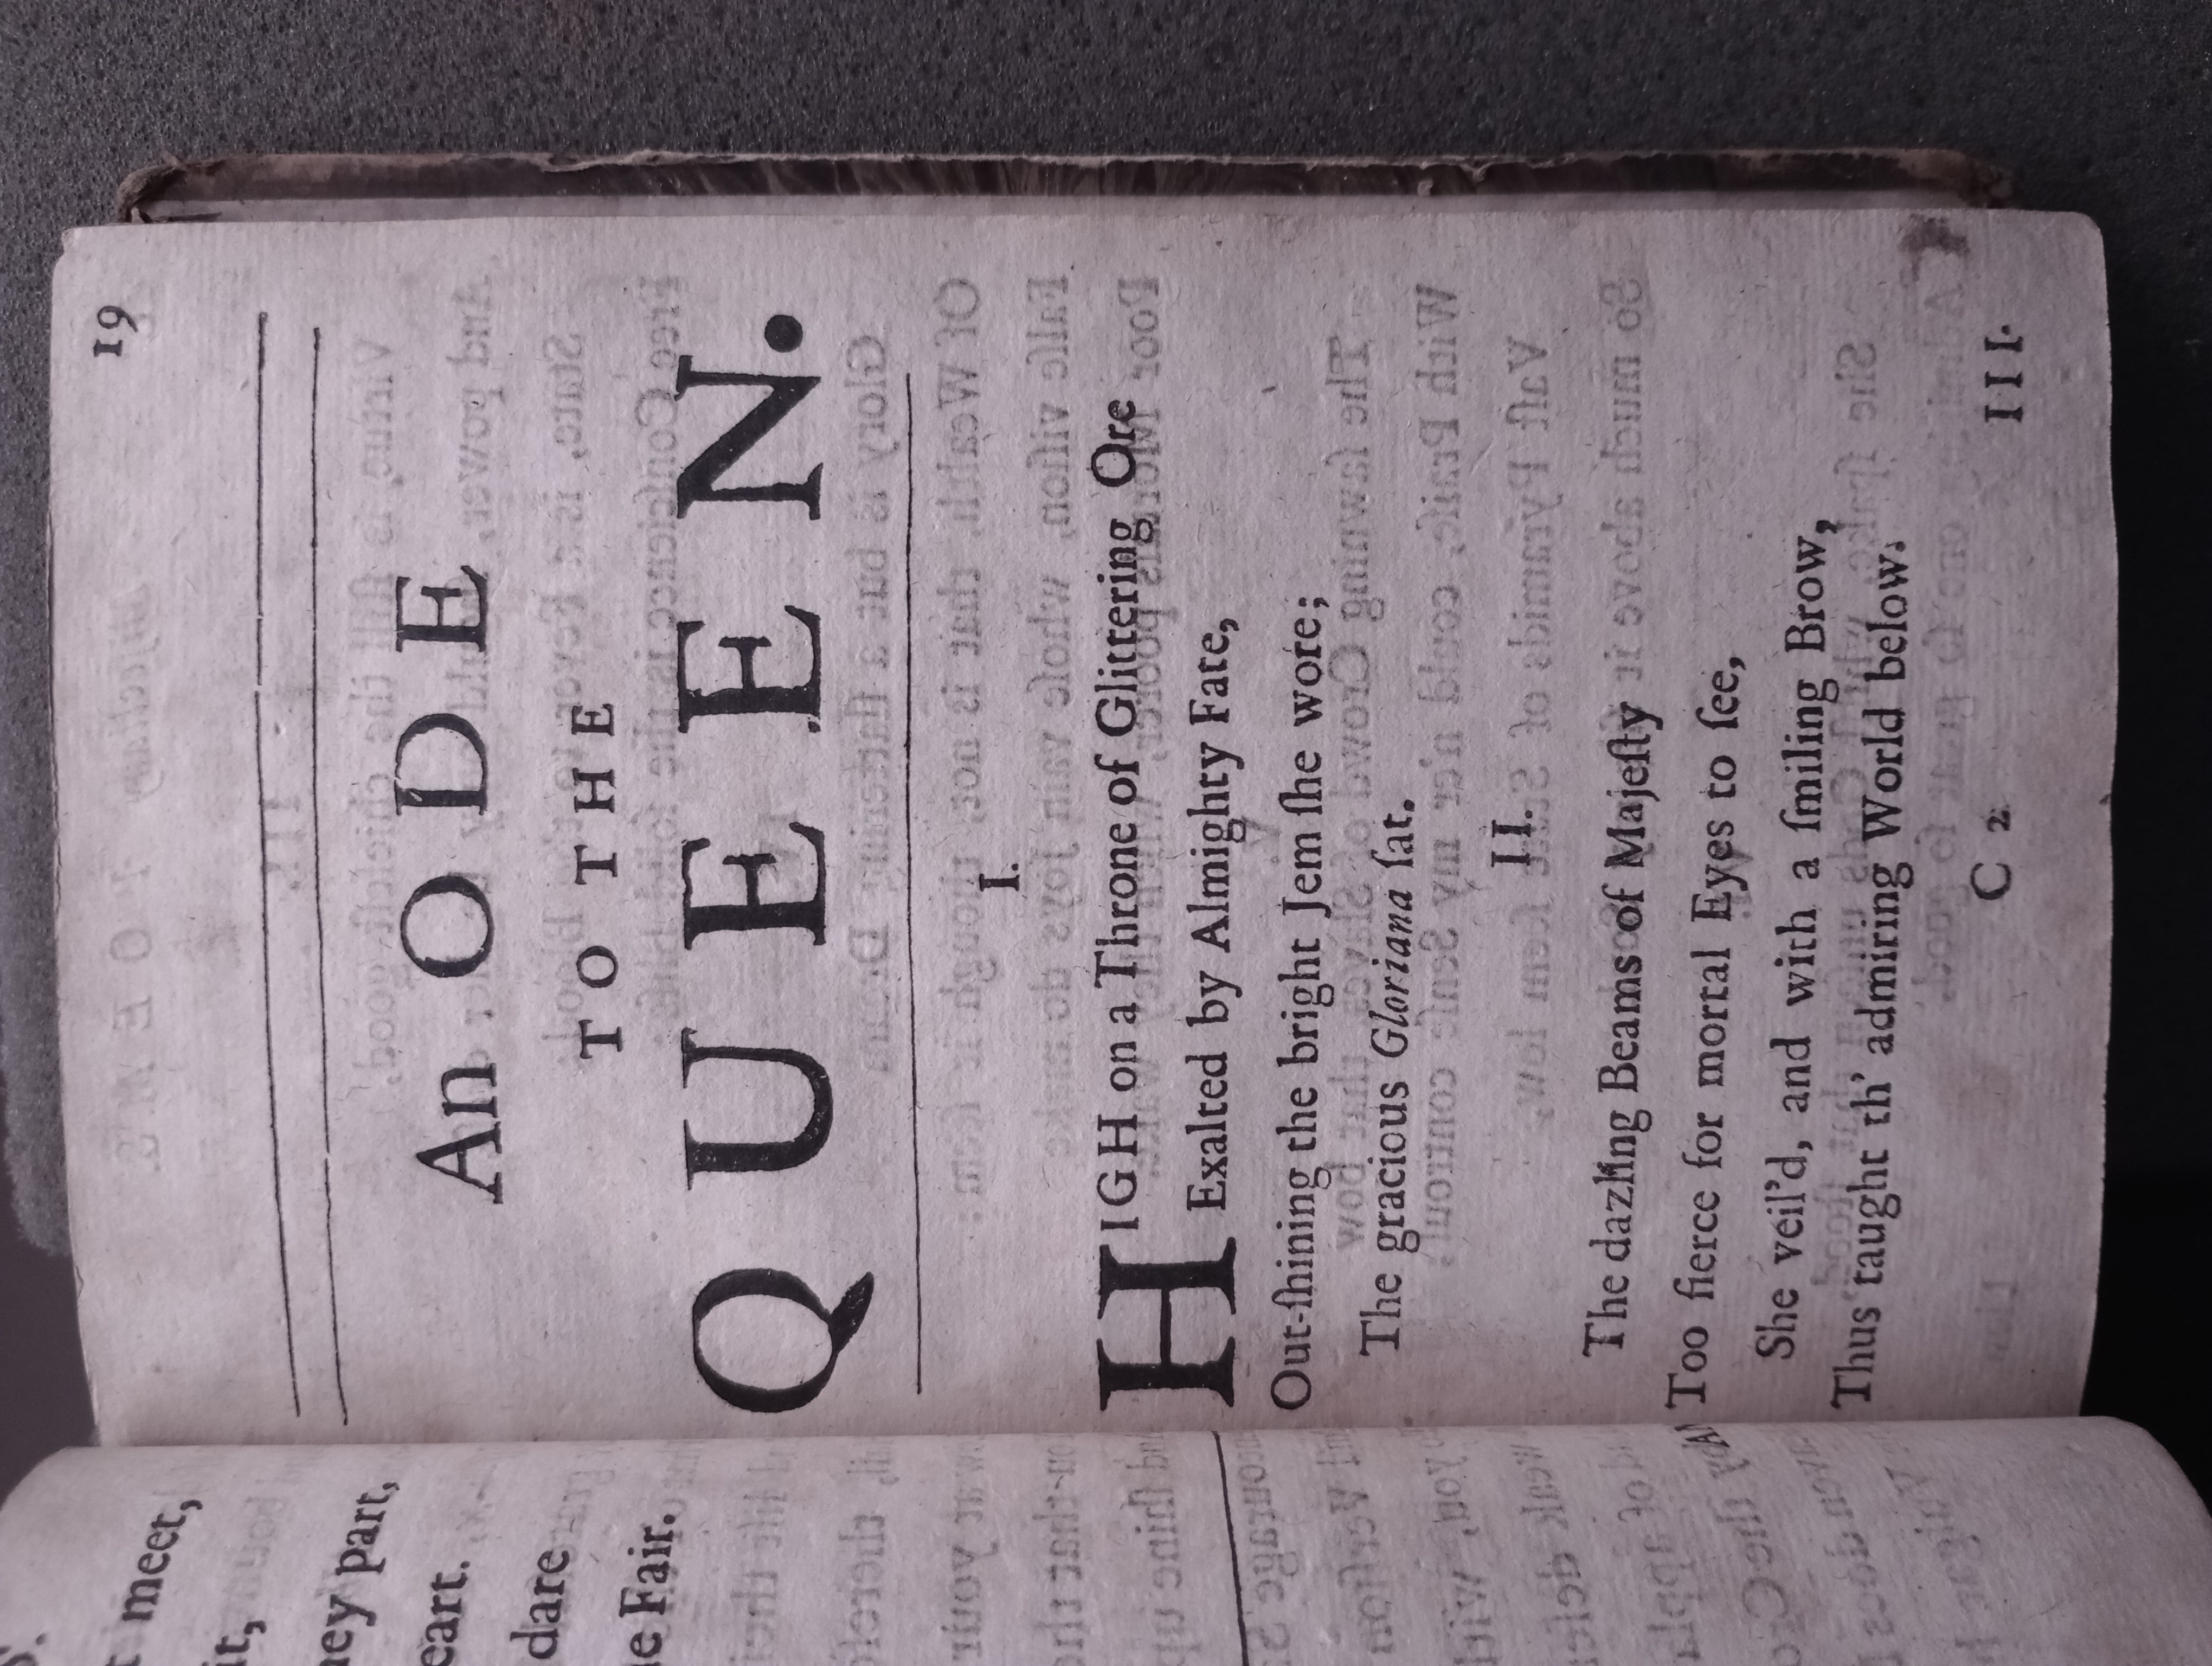 meet,
it,
hey part,
eart.
dare
e Fair.
19
An ODE
TO THE
QUEEN.
I.
HIGH on a Throne of Glittering Ore
Exalted by Almighty Fate,
Out-ſhining the bright Jem ſhe wore;
The gracious Gloriana ſat.
II.
The dazling Beams of Majeſty
Too fierce for mortal Eyes to ſee,
She veil'd, and with a ſmiling Brow,
Thus taught th' admiring World below.
C 2
III.